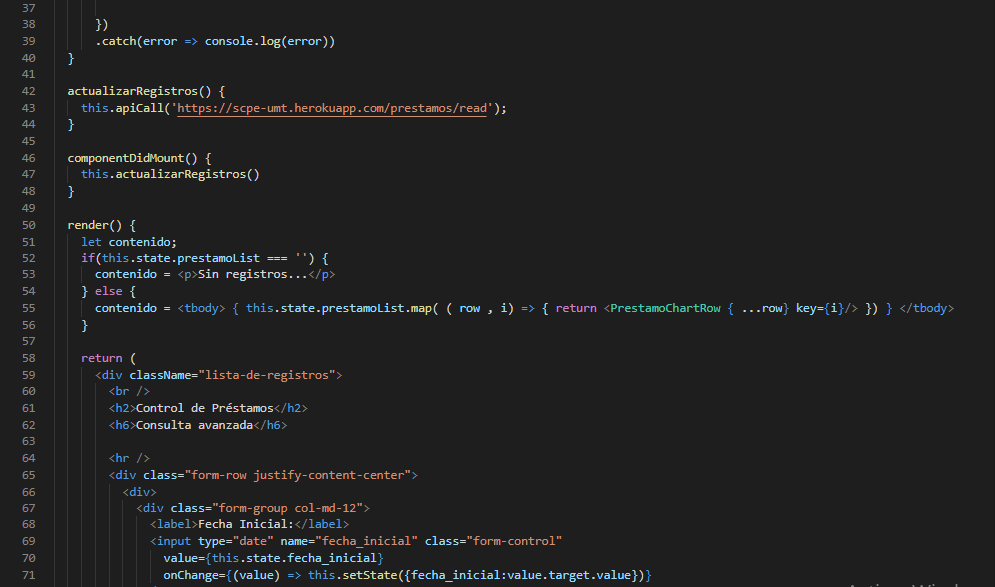 37
38 })
39 .catch(error => console.log(error))
40 }
41
42 actualizarRegistros() {
43 this.apiCall('https://scpe-umt.herokuapp.com/prestamos/read');
44 }
45
46 componentDidMount() {
47 this.actualizarRegistros()
48 }
49
50 render() {
51 let contenido;
52 if(this.state.prestamoList === '') {
53 contenido = <p>Sin registros...</p>
54 } else {
55 contenido = <tbody> { this.state.prestamoList.map( ( row , i) => { return <PrestamoChartRow { ...row} key={i}/> }) } </tbody>
56 }
57
58 return (
59 <div className="lista-de-registros">
60 <br />
61 <h2>Control de Préstamos</h2>
62 <h6>Consulta avanzada</h6>
63
64 <hr />
65 <div class="form-row justify-content-center">
66 <div>
67 <div class="form-group col-md-12">
68 <label>Fecha Inicial:</label>
69 <input type="date" name="fecha_inicial" class="form-control"
70 value={this.state.fecha_inicial}
71 onChange={(value) => this.setState({fecha_inicial:value.target.value})}